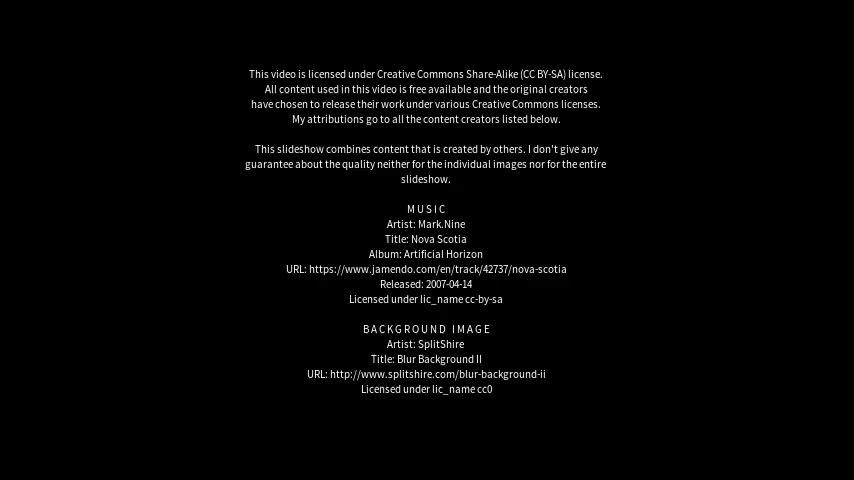 This video is licensed under Creative Commons Share-Alike (CC BY-SA) license.
All content used in this video is free available and the original creators
have chosen to release their work under various Creative Commons licenses.
My attributions go to all the content creators listed below.
This slideshow combines content that is created by others. I don't give any
guarantee about the quality neither for the individual images nor for the entire
slideshow.
MUSIC
Artist: Mark.Nine
Title: Nova Scotia
Album: Artificial Horizon
URL: https://www.jamendo.com/en/track/42737/nova-scotia
Released: 2007-04-14
Licensed under lic_name cc-by-sa
BACKGROUND IMAGE
Artist: SplitShire
Title: Blur Background II
URL: http://www.splitshire.com/blur-background-ii
Licensed under lic_name cc0